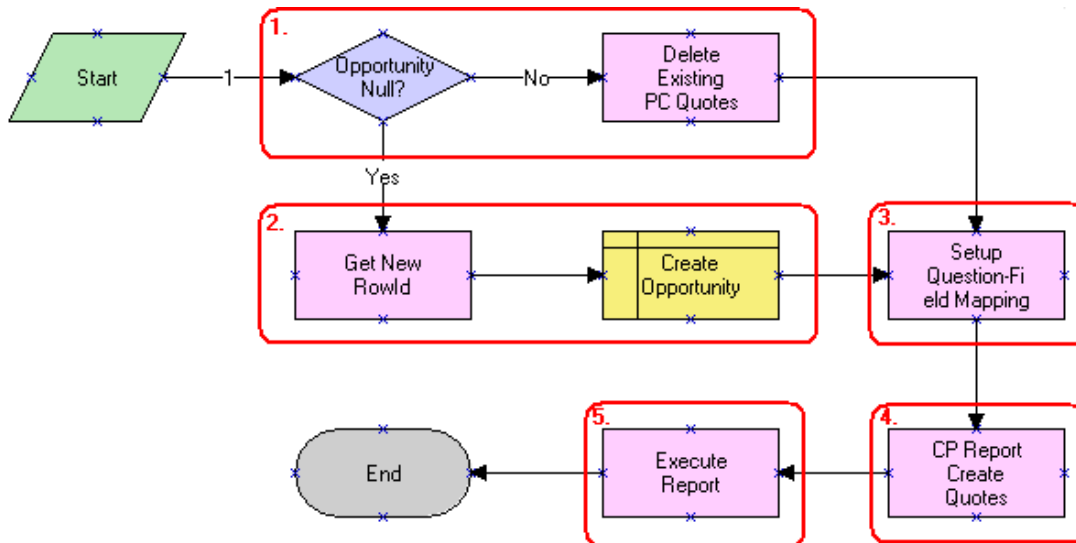 1.
Start
1
Opportunity
Null?
No
Delete
Existing
PC Quotes
Yes
2.
Get New
RowId
Create
Opportunity
3.
Setup
Question-Fi
eld Mapping
4.
CP Report
Create
Quotes
5.
Execute
Report
End